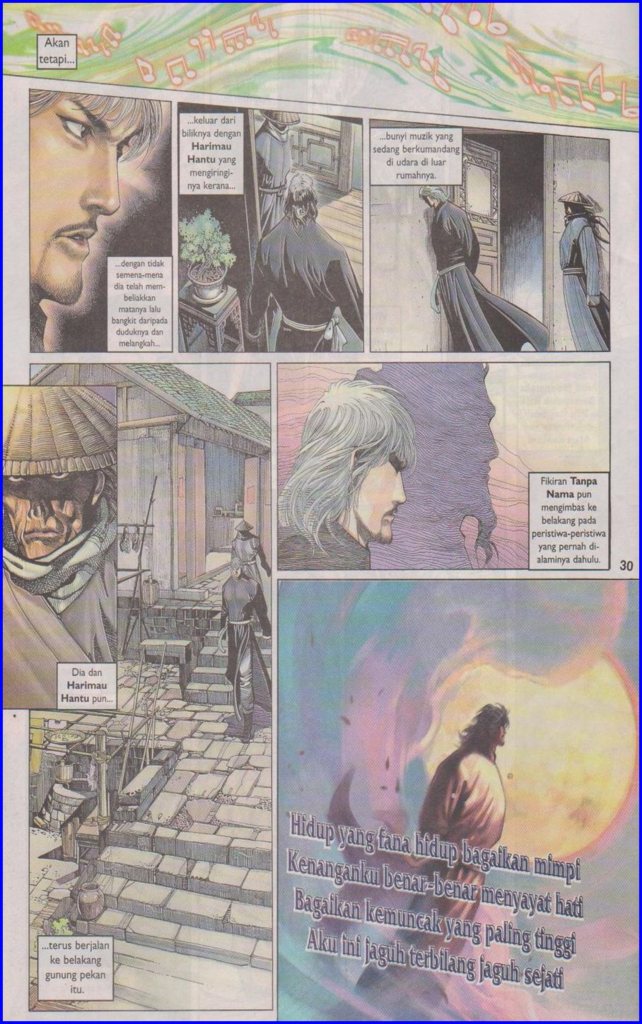 Akan
tetapi...
...dengan tidak
semena-mena
dia telah mem-
beliakkan
matanya lalu
bangkit daripada
duduknya dan
melangkah...
...keluar dari
biliknya dengan
Harimau
Hantu yang
mengiringi-
nya kerana...
...bunyi muzik yang
sedang berkumandang
di udara di luar
rumahnya.
Dia dan
Harimau
Hantu pun...
...terus berjalan
ke belakang
gunung pekan
itu.
Fikiran Tanpa
Nama pun
mengimbas ke
belakang pada
peristiwa-peristiwa
yang pernah di-
alaminya dahulu.
30
Hidup yang fana hidup bagaikan mimpi
Kenanganku benar-benar menyayat hati
Bagaikan kemuncak yang paling tinggi
Aku ini jaguh terbilang jaguh sejati